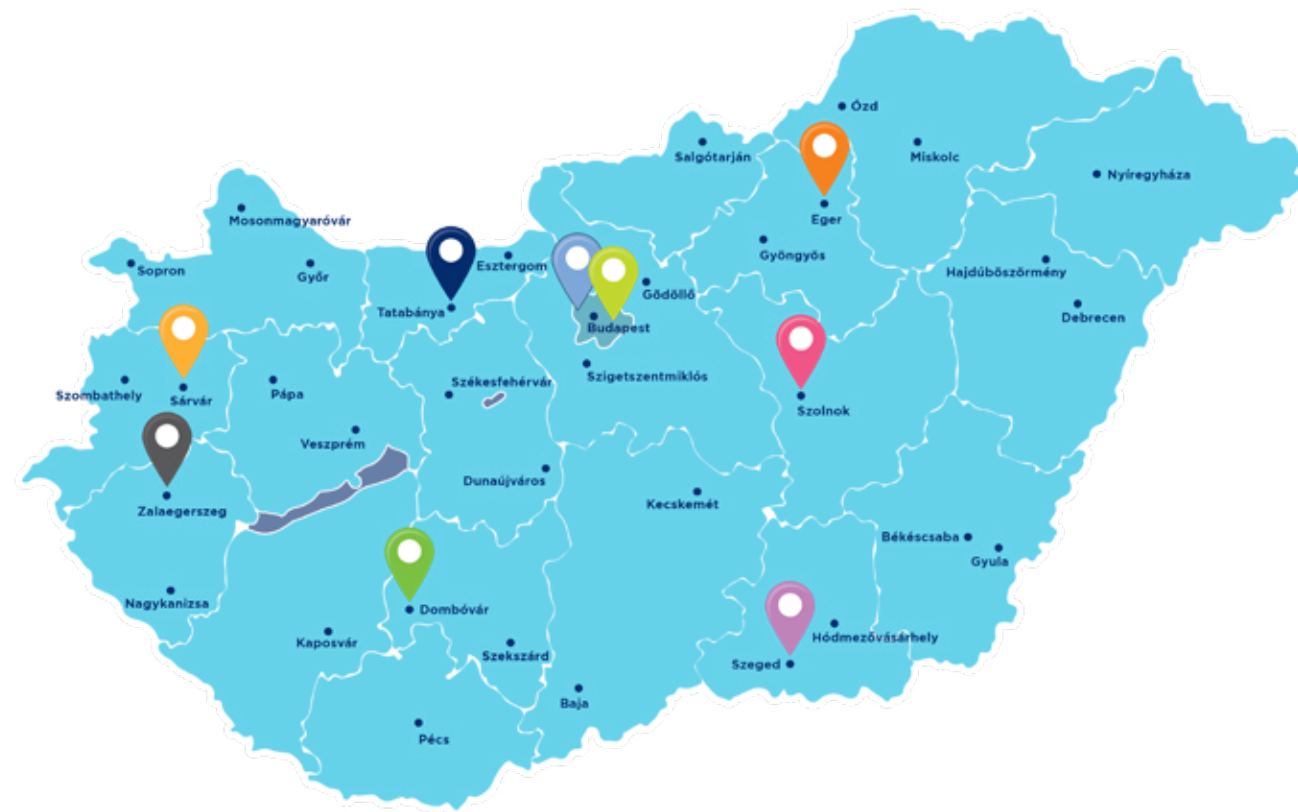 Ózd
Salgótarján
Miskolc
Nyíregyháza
Mosonmagyaróvár
Eger
Gyöngyös
Sopron
Győr
Esztergom
Hajdúböszörmény
Gödöllő
Tatabánya
Budapest
Debrecen
Szombathely
Sárvár
Pápa
Székesfehérvár
Szigetszentmiklós
Szolnok
Veszprém
Dunaújváros
Kecskemét
Zalaegerszeg
Békéscsaba
Gyula
Nagykanizsa
Dombóvár
Kaposvár
Hódmezővásárhely
Szekszárd
Szeged
Baja
Pécs